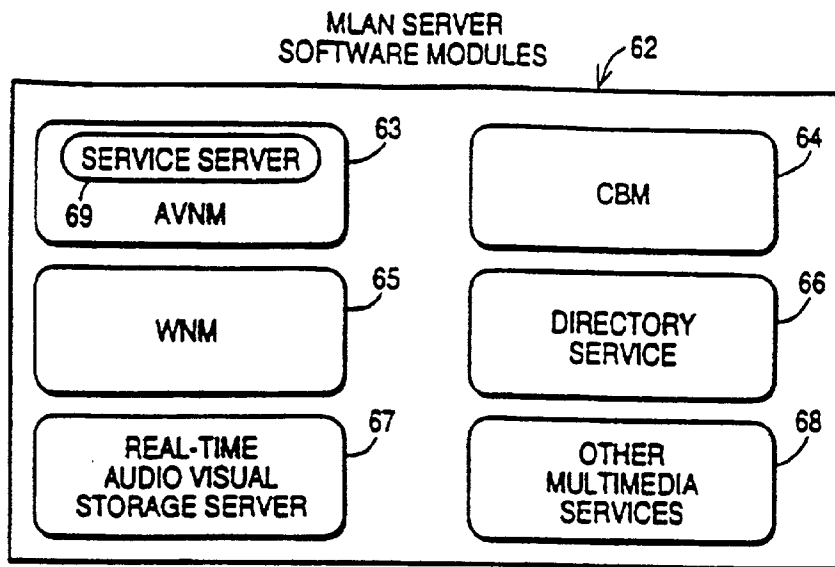 MLAN SERVER
SOFTWARE MODULES
62
SERVICE SERVER
63
69
AVNM
CBM
64
WNM
65
DIRECTORY
SERVICE
66
REAL-TIME
AUDIO VISUAL
STORAGE SERVER
67
OTHER
MULTIMEDIA
SERVICES
68